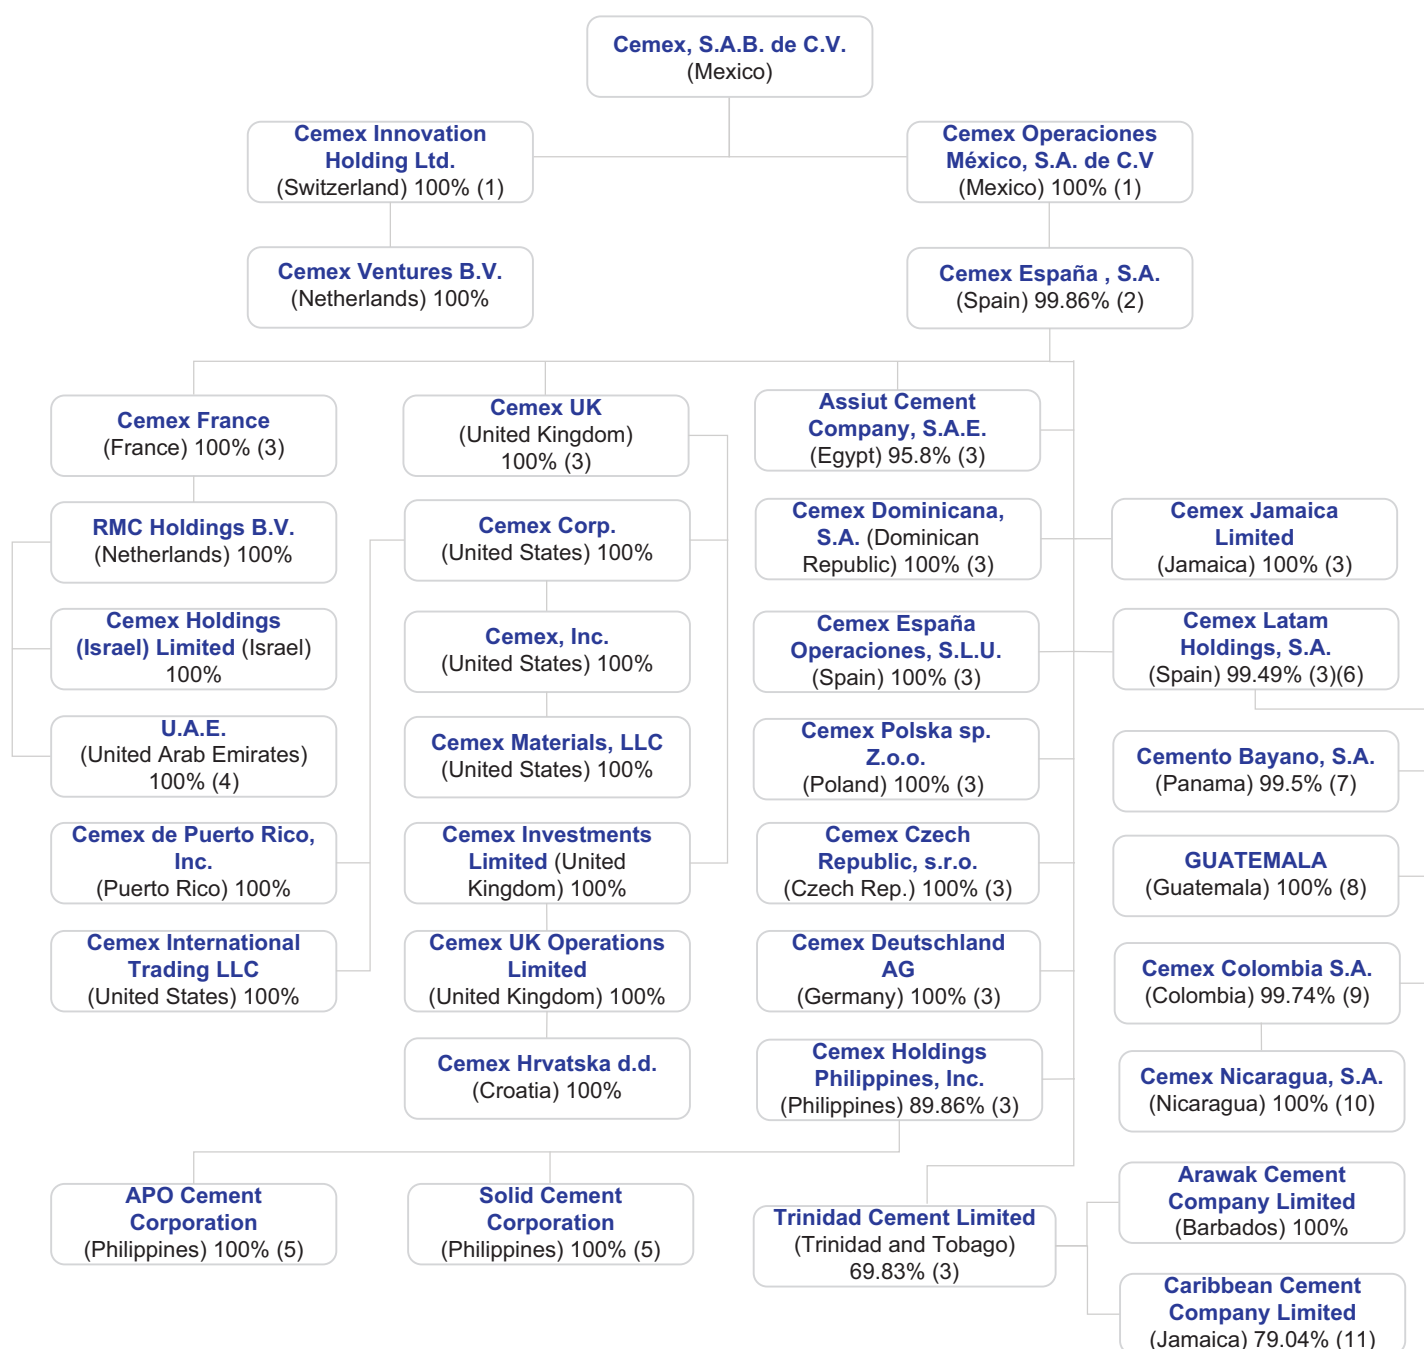 Cemex, S.A.B. de C.V.
(Mexico)
Cemex Innovation
Holding Ltd.
(Switzerland) 100% (1)
Cemex Operaciones
México, S.A. de C.V
(Mexico) 100% (1)
Cemex Ventures B.V.
(Netherlands) 100%
Cemex España , S.A.
(Spain) 99.86% (2)
Cemex France
(France) 100% (3)
Cemex UK
(United Kingdom)
100% (3)
Assiut Cement
Company, S.A.E.
(Egypt) 95.8% (3)
RMC Holdings B.V.
(Netherlands) 100%
Cemex Corp.
(United States) 100%
Cemex Dominicana,
S.A. (Dominican
Republic) 100% (3)
Cemex Jamaica
Limited
(Jamaica) 100% (3)
Cemex Holdings
(Israel) Limited (Israel)
100%
Cemex, Inc.
(United States) 100%
Cemex España
Operaciones, S.L.U.
(Spain) 100% (3)
Cemex Latam
Holdings, S.A.
(Spain) 99.49% (3)(6)
U.A.E.
(United Arab Emirates)
100% (4)
Cemex Materials, LLC
(United States) 100%
Cemex Polska sp.
Z.o.o.
(Poland) 100% (3)
Cemento Bayano, S.A.
(Panama) 99.5% (7)
Cemex de Puerto Rico,
Inc.
(Puerto Rico) 100%
Cemex Investments
Limited (United
Kingdom) 100%
Cemex Czech
Republic, s.r.o.
(Czech Rep.) 100% (3)
GUATEMALA
(Guatemala) 100% (8)
Cemex International
Trading LLC
(United States) 100%
Cemex UK Operations
Limited
(United Kingdom) 100%
Cemex Deutschland
AG
(Germany) 100% (3)
Cemex Colombia S.A.
(Colombia) 99.74% (9)
Cemex Hrvatska d.d.
(Croatia) 100%
Cemex Holdings
Philippines, Inc.
(Philippines) 89.86% (3)
Cemex Nicaragua, S.A.
(Nicaragua) 100% (10)
APO Cement
Corporation
(Philippines) 100% (5)
Solid Cement
Corporation
(Philippines) 100% (5)
Trinidad Cement Limited
(Trinidad and Tobago)
69.83% (3)
Arawak Cement
Company Limited
(Barbados) 100%
Caribbean Cement
Company Limited
(Jamaica) 79.04% (11)